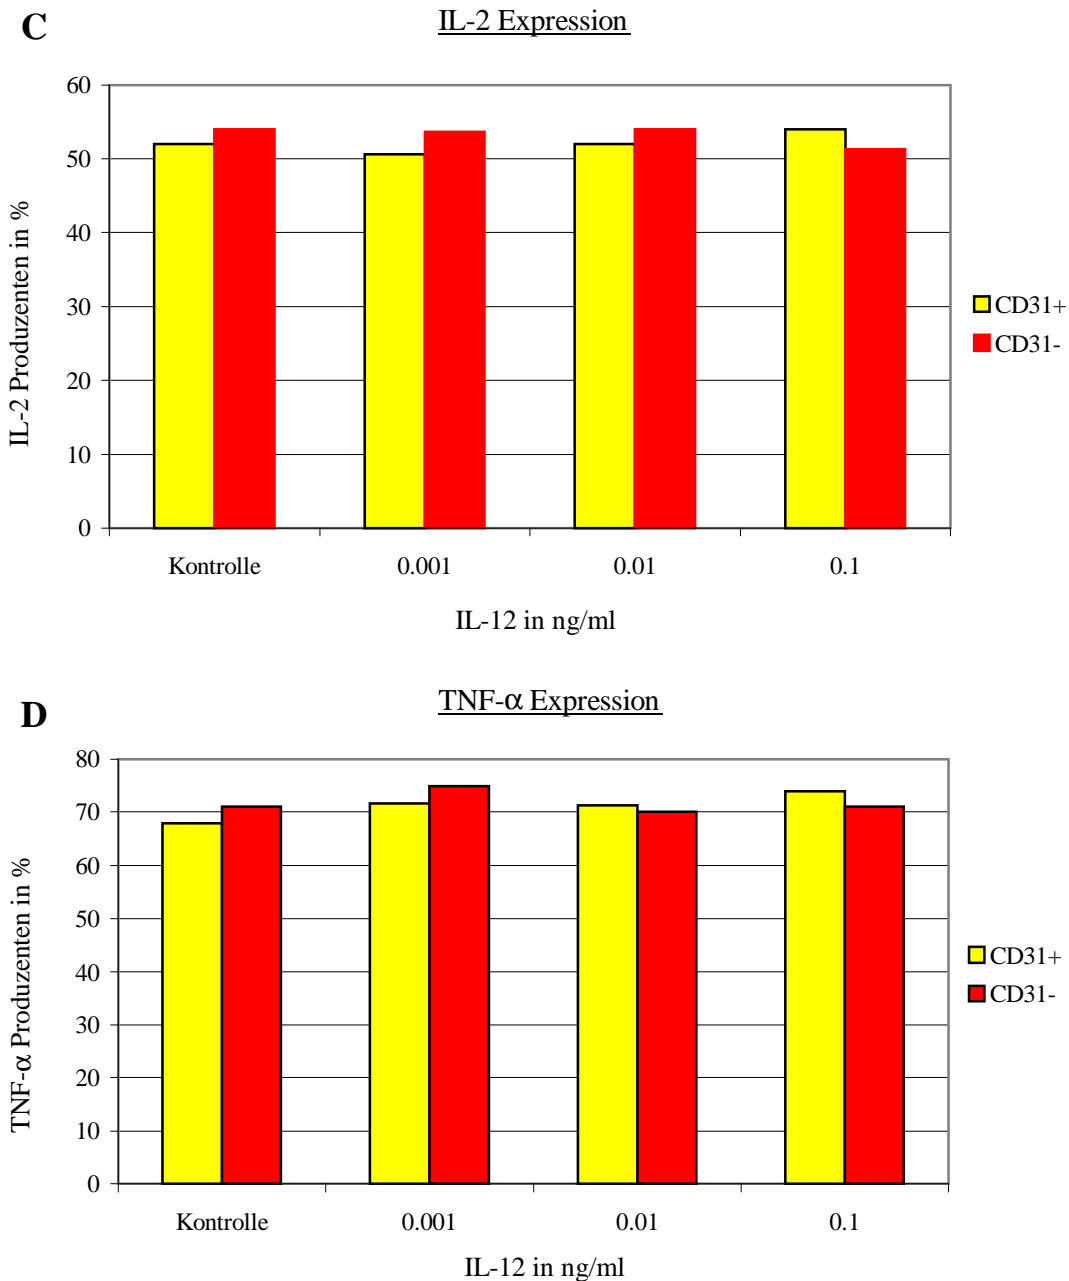 C
IL-2 Expression
60
50
40
30
20
10
0
IL-2 Produzenten in %
Kontrolle 0.001 0.01 0.1
IL-12 in ng/ml
CD31+
CD31-
D
TNF-α Expression
80
70
60
50
40
30
20
10
0
TNF-α Produzenten in %
Kontrolle 0.001 0.01 0.1
IL-12 in ng/ml
CD31+
CD31-